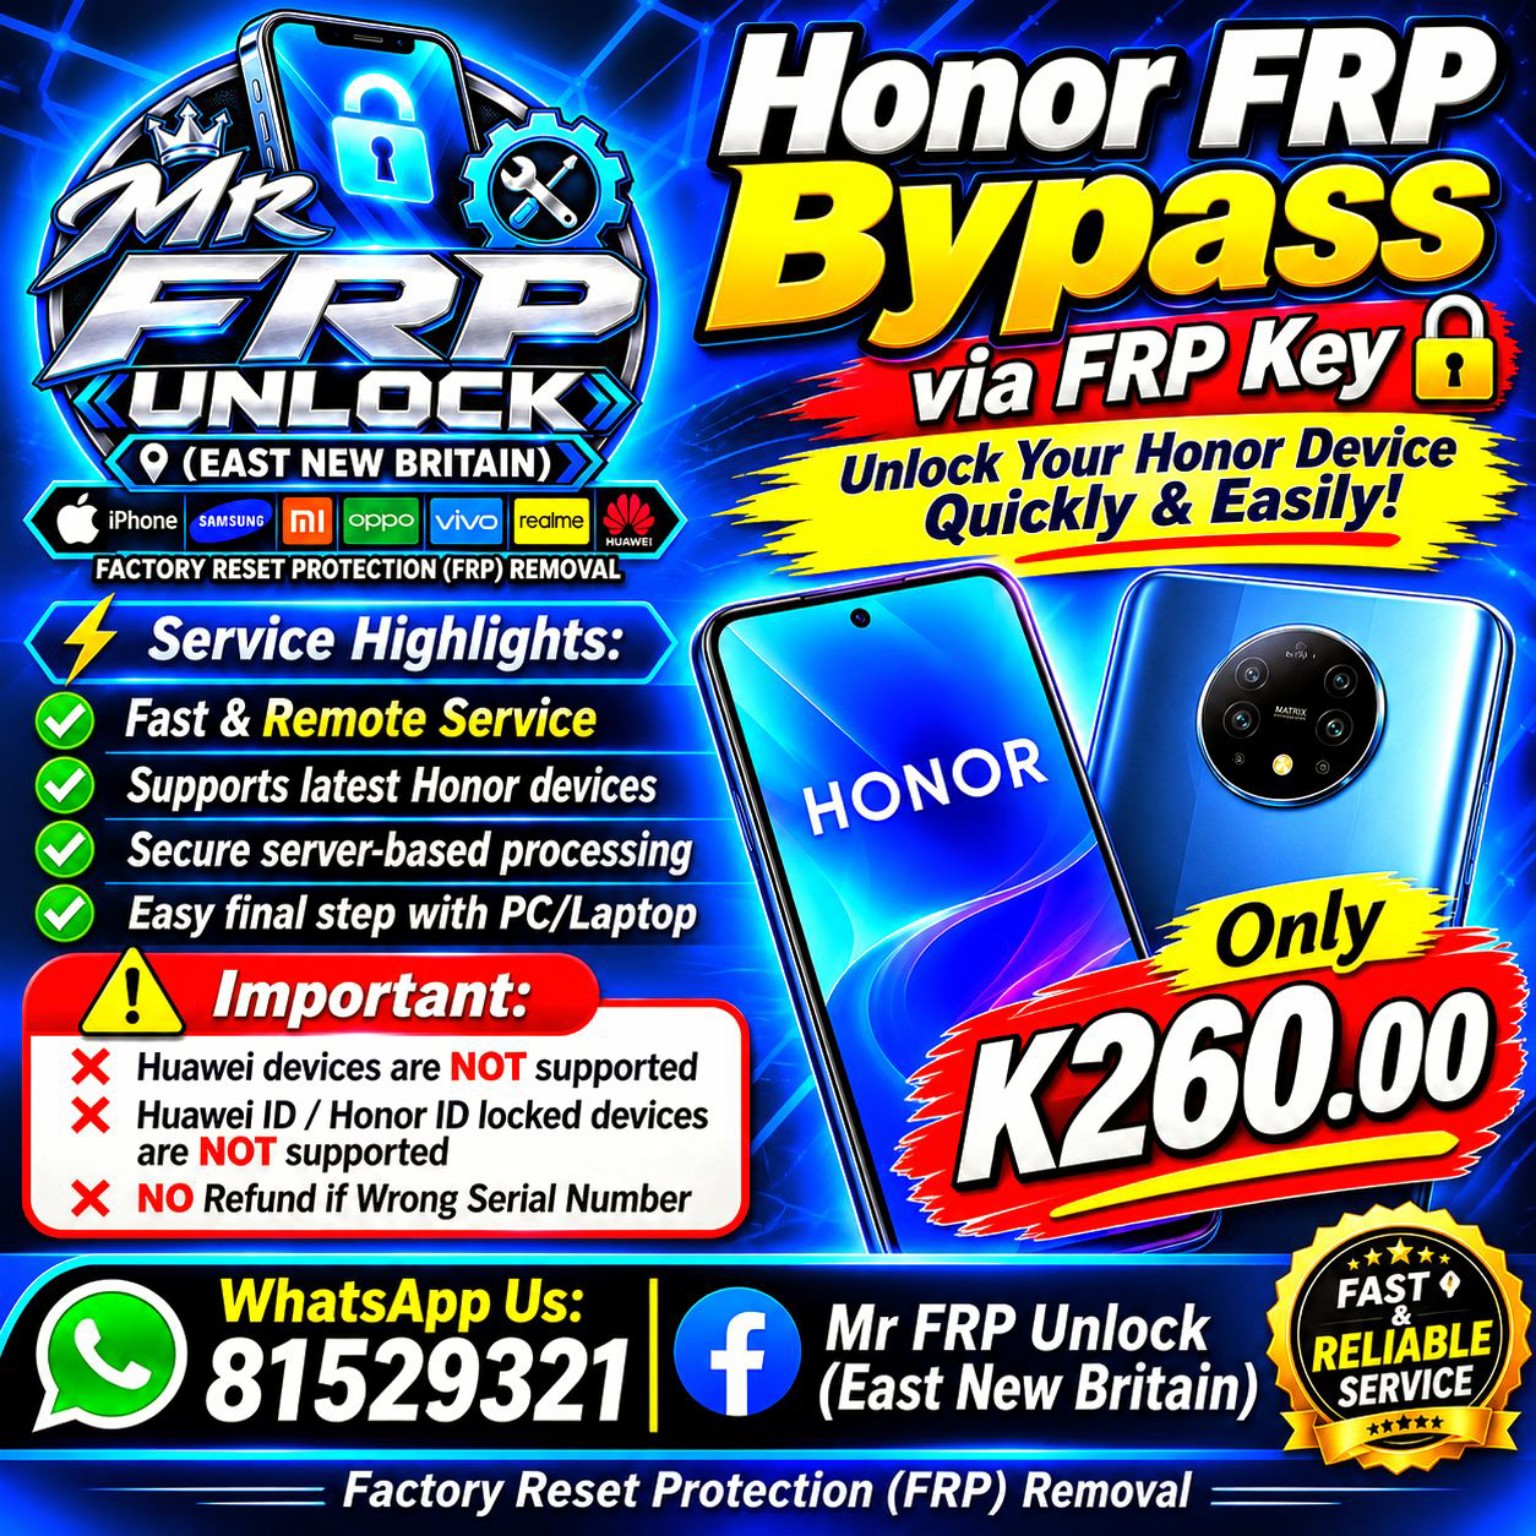 MR
FRP
UNLOCK
(EAST NEW BRITAIN)
iPhone
SAMSUNG
mi
oppo
vivo
realme
HUAWEI
FACTORY RESET PROTECTION (FRP) REMOVAL
Honor FRP
Bypass
via FRP Key
Unlock Your Honor Device
Quickly & Easily!
Service Highlights:
Fast & Remote Service
Supports latest Honor devices
Secure server-based processing
Easy final step with PC/Laptop
Important:
Huawei devices are NOT supported
Huawei ID / Honor ID locked devices
are NOT supported
NO Refund if Wrong Serial Number
HONOR
MATRIX
Only
K260.00
WhatsApp Us:
81529321
Mr FRP Unlock
(East New Britain)
FAST
&
RELIABLE
SERVICE
Factory Reset Protection (FRP) Removal